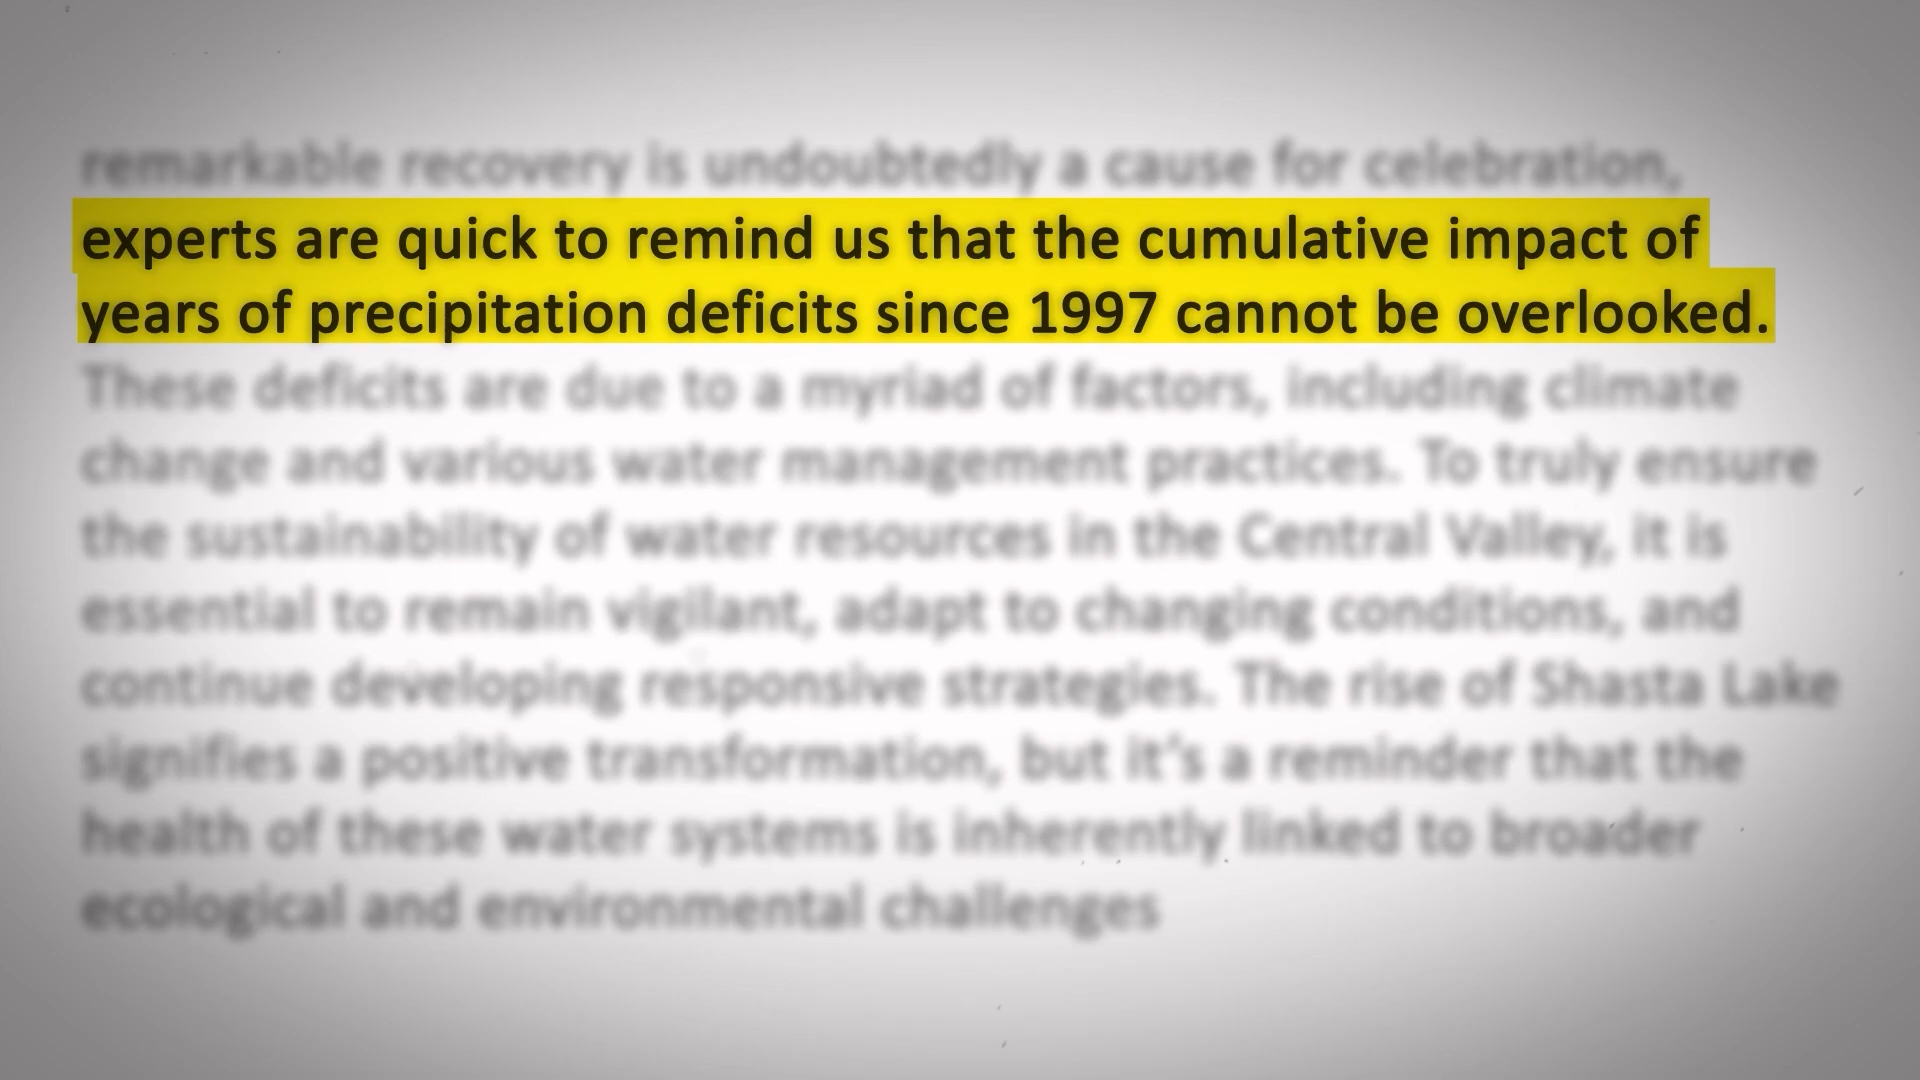 remarkable recovery is undoubtedly a cause for celebration,
experts are quick to remind us that the cumulative impact of
years of precipitation deficits since 1997 cannot be overlooked.
These deficits are due to a myriad of factors, including climate
change and various water management practices. To truly ensure
the sustainability of water resources in the Central Valley, it is
essential to remain vigilant, adapt to changing conditions, and
continue developing responsive strategies. The rise of Shasta Lake
signifies a positive transformation, but it's a reminder that the
health of these water systems is inherently linked to broader
ecological and environmental challenges